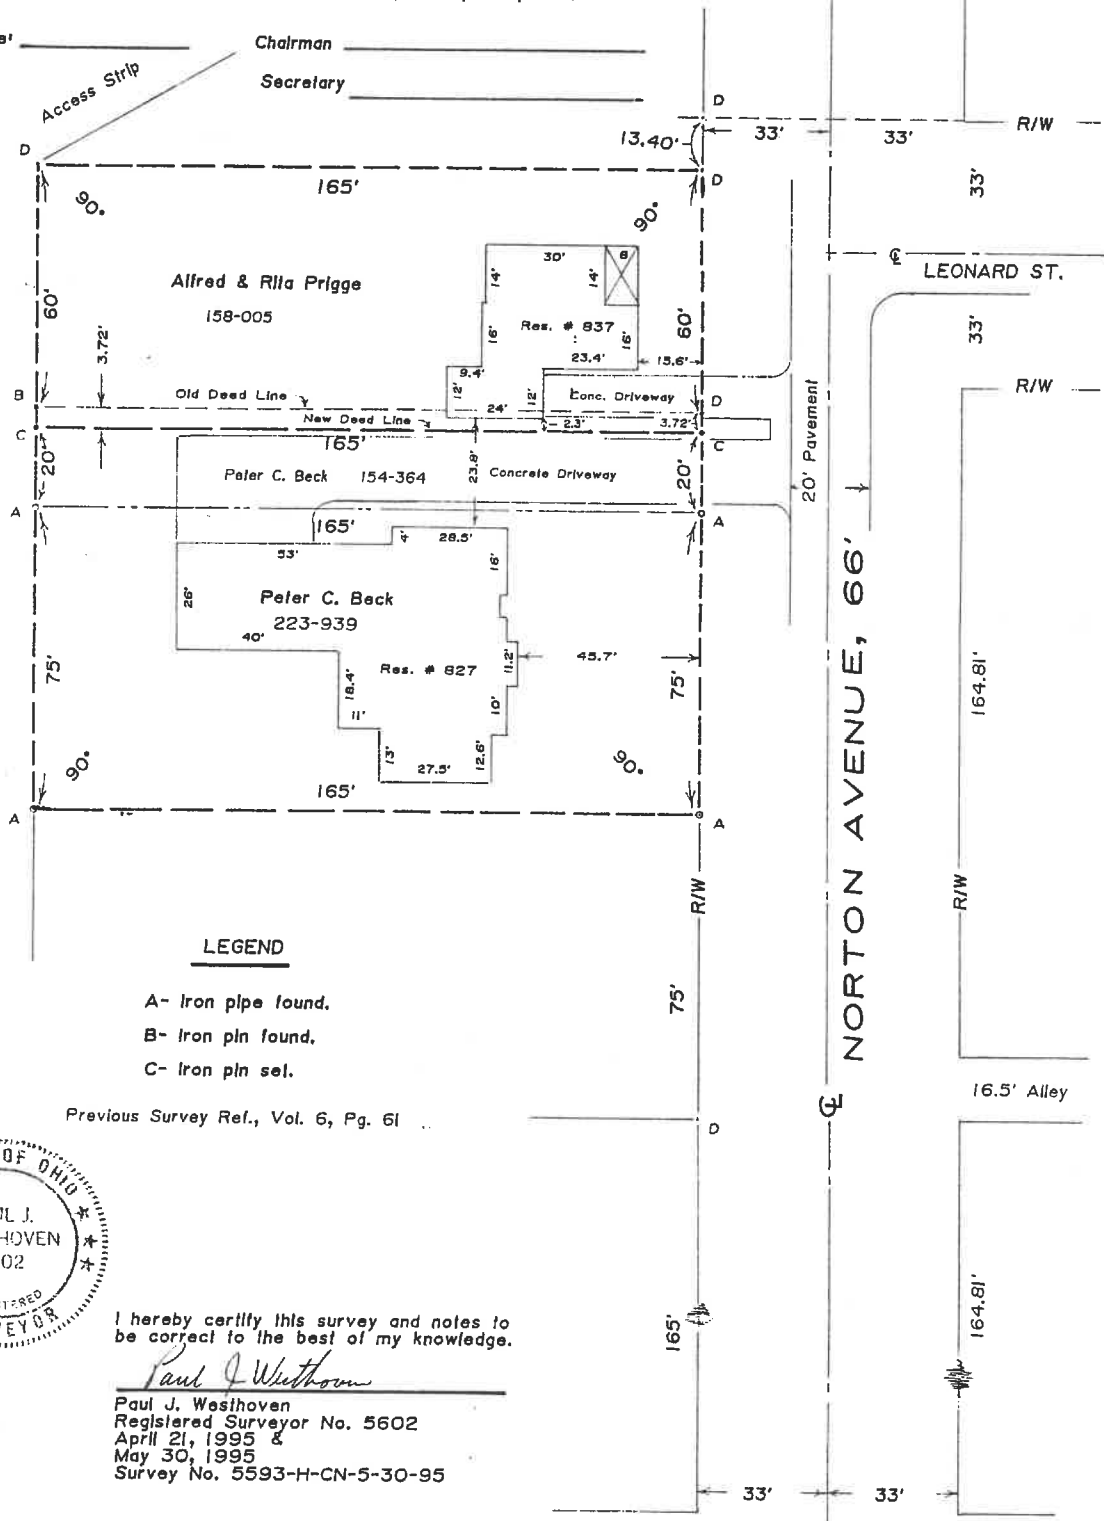 Chairman
Secretary
Access Strip
D
R/W
13.40'
33'
33'
D
D
165'
33'
90°
90°
30'
B
14'
14'
℄
LEONARD ST.
Alfred & Rita Prigge
158-005
60'
60'
Res. # 837
16'
16'
33'
3.72'
23.4'
15.6'
9.4'
12'
12'
R/W
B
Old Deed Line
Conc. Driveway
D
24'
New Deed Line
2.3'
3.72'
C
165'
C
20'
Peter C. Beck 154-364
23.8'
Concrete Driveway
20'
20' Pavement
A
165'
A
4'
28.5'
53'
16'
26'
Peter C. Beck
223-939
40'
11.2'
45.7'
75'
Res. # 827
18.4'
75'
10'
11'
13'
27.5'
12.6'
90°
90°
165'
A
A
NORTON AVENUE, 66'
164.81'
R/W
R/W
LEGEND
A- Iron pipe found.
B- Iron pin found.
C- Iron pin set.
75'
16.5' Alley
℄
Previous Survey Ref., Vol. 6, Pg. 61
D
OF OHIO
L J.
HOVEN
02
TERED
EYOR
165'
164.81'
I hereby certify this survey and notes to
be correct to the best of my knowledge.
Paul J Westhoven
Paul J. Westhoven
Registered Surveyor No. 5602
April 21, 1995 &
May 30, 1995
Survey No. 5593-H-CN-5-30-95
33'
33'